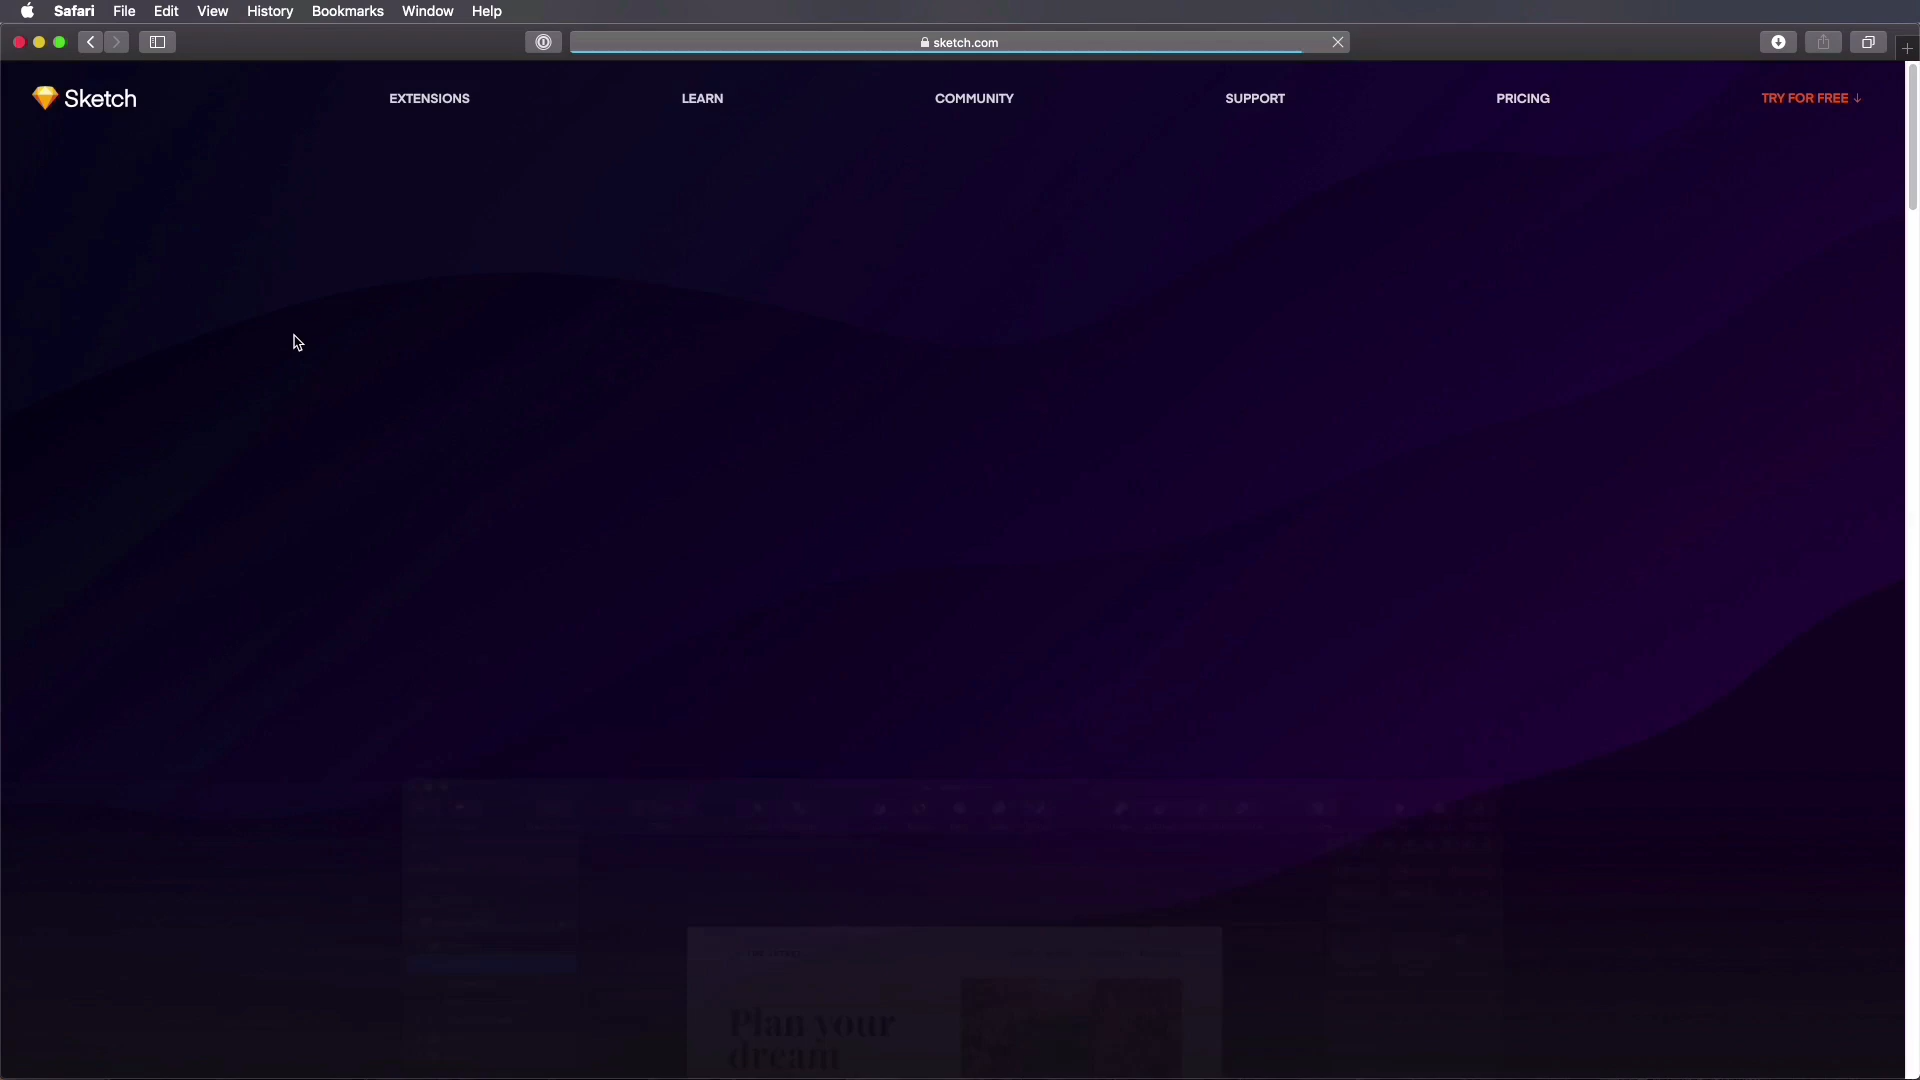 Safari File Edit View History Bookmarks Window Help
sketch.com
Sketch EXTENSIONS LEARN COMMUNITY SUPPORT PRICING TRY FOR FREE ↓
Plan your
dream